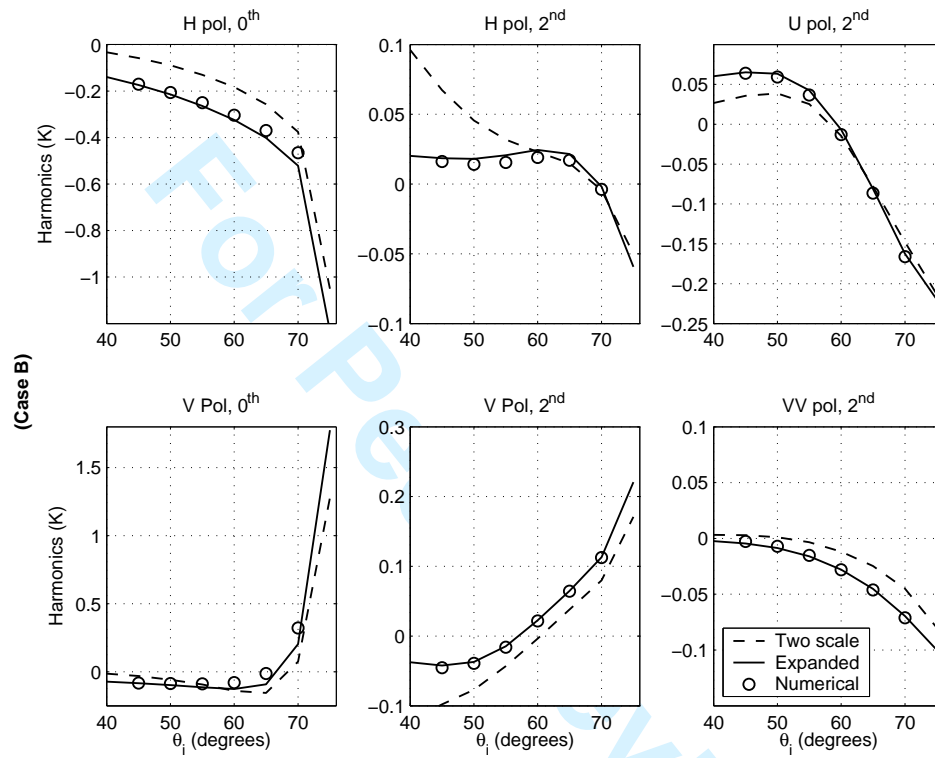 H pol, 0th
H pol, 2nd
U pol, 2nd
0
−0.2
−0.4
−0.6
−0.8
−1
Harmonics (K)
40 50 60 70
0.1
0.05
0
−0.05
−0.1
40 50 60 70
0.05
0
−0.05
−0.1
−0.15
−0.2
−0.25
40 50 60 70
(Case B)
V Pol, 0th
V Pol, 2nd
VV pol, 2nd
1.5
1
0.5
0
Harmonics (K)
40 50 60 70
θi (degrees)
0.3
0.2
0.1
0
−0.1
40 50 60 70
θi (degrees)
0.1
0.05
0
−0.05
−0.1
Two scale
Expanded
Numerical
40 50 60 70
θi (degrees)
For